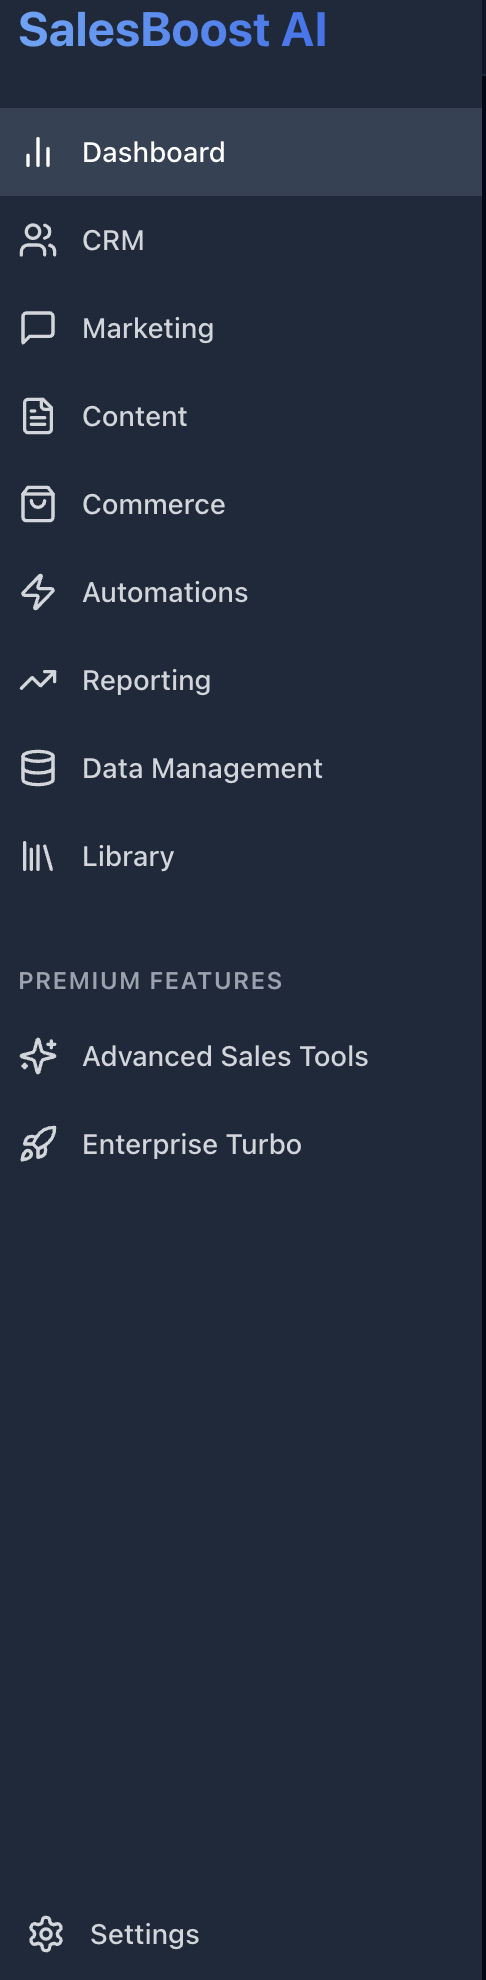 SalesBoost AI
Dashboard
CRM
Marketing
Content
Commerce
Automations
Reporting
Data Management
Library
PREMIUM FEATURES
Advanced Sales Tools
Enterprise Turbo
Settings